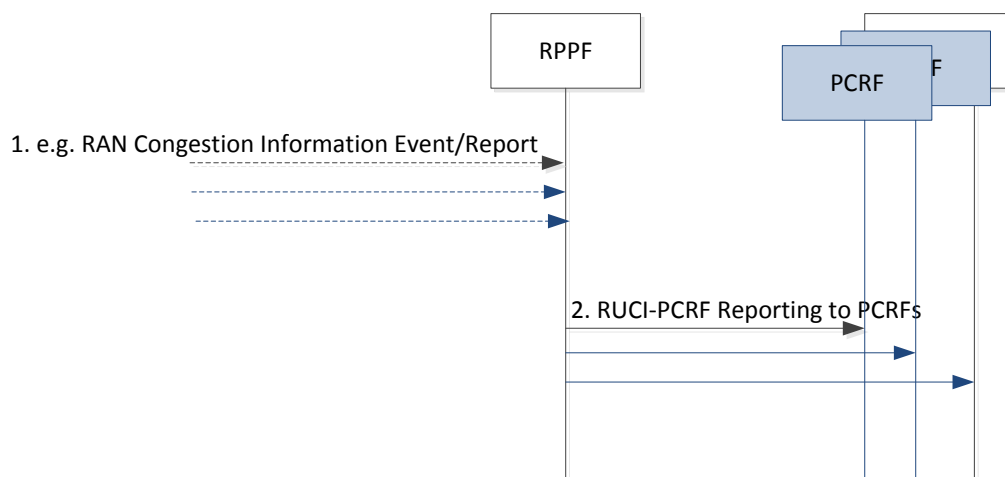 RPPF
F
PCRF
1. e.g. RAN Congestion Information Event/Report
2. RUCI-PCRF Reporting to PCRFs